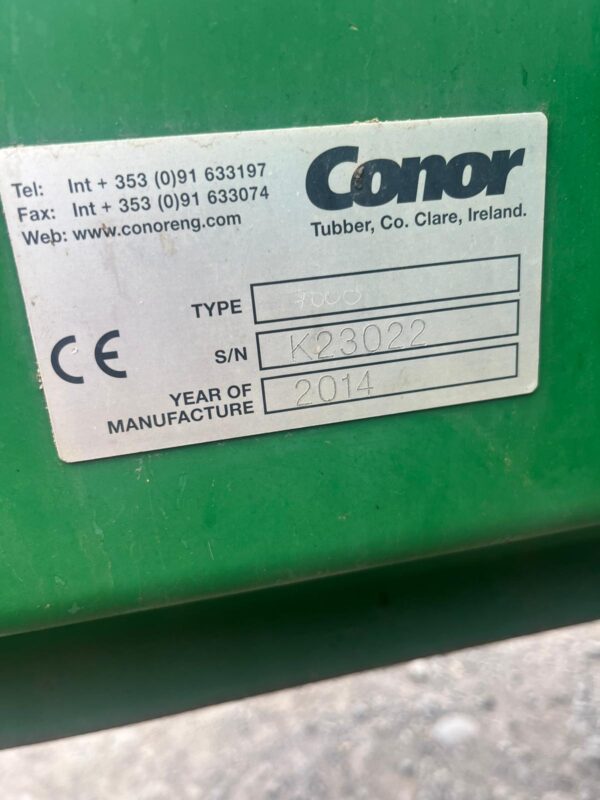 Tel: Int + 353 (0)91 633197
Fax: Int + 353 (0)91 633074
Web: www.conoreng.com
Conor
Tubber, Co. Clare, Ireland.
CE
TYPE
S/N K23022
YEAR OF
MANUFACTURE 2014